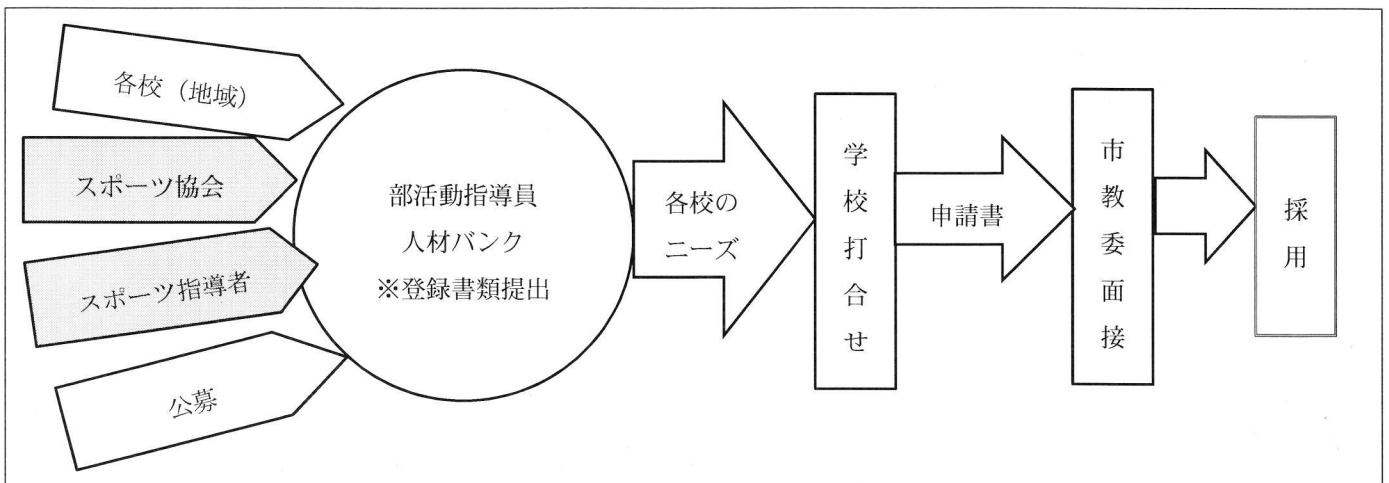 各校（地域）
スポーツ協会
スポーツ指導者
公募
部活動指導員
人材バンク
※登録書類提出
各校の
ニーズ
学校打合せ
申請書
市教委面接
採用